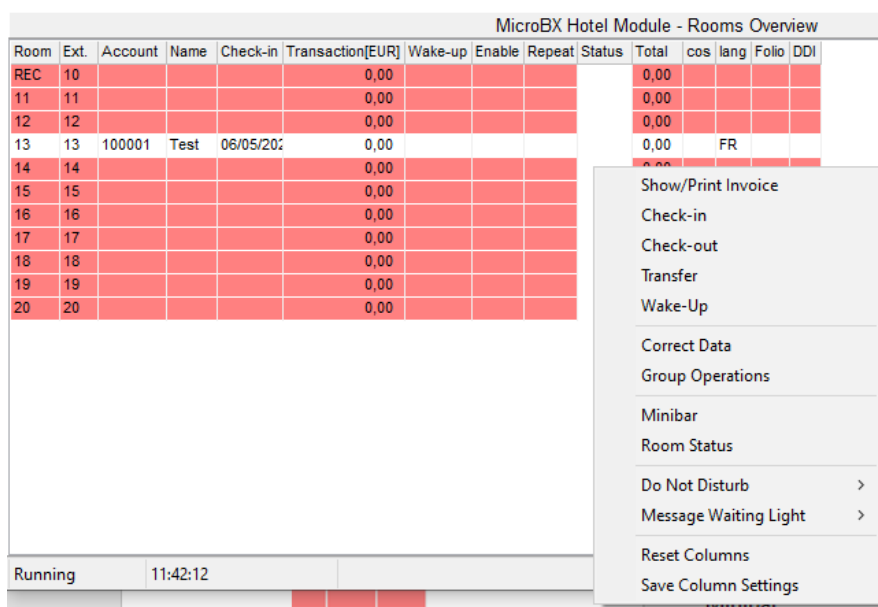 MicroBX Hotel Module - Rooms Overview
Room Ext. Account Name Check-in Transaction[EUR] Wake-up Enable Repeat Status Total cos lang Folio DDI
REC 10 0,00 0,00
11 11 0,00 0,00
12 12 0,00 0,00
13 13 100001 Test 06/05/202 0,00 0,00 FR
14 14 0,00
15 15 0,00
16 16 0,00
17 17 0,00
18 18 0,00
19 19 0,00
20 20 0,00
Show/Print Invoice
Check-in
Check-out
Transfer
Wake-Up
Correct Data
Group Operations
Minibar
Room Status
Do Not Disturb >
Message Waiting Light >
Reset Columns
Save Column Settings
Running 11:42:12